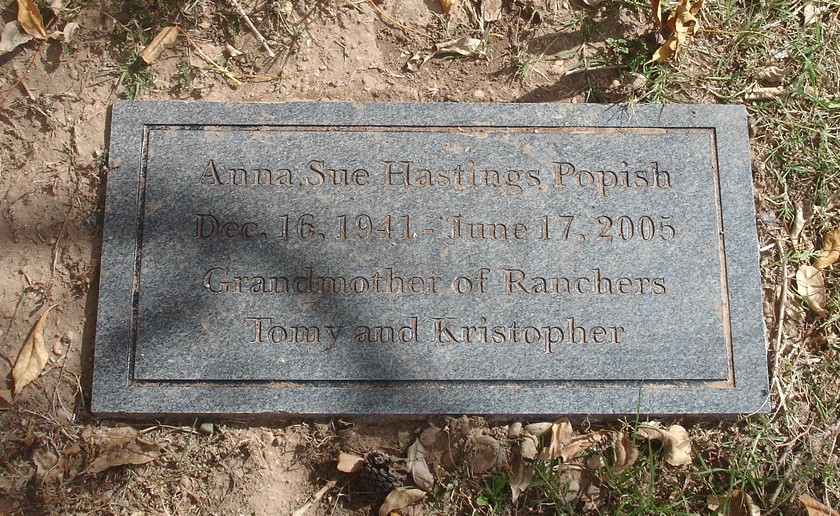 Anna Sue Hastings Popish
Dec. 16, 1941 - June 17, 2005
Grandmother of Ranchers
Tomy and Kristopher